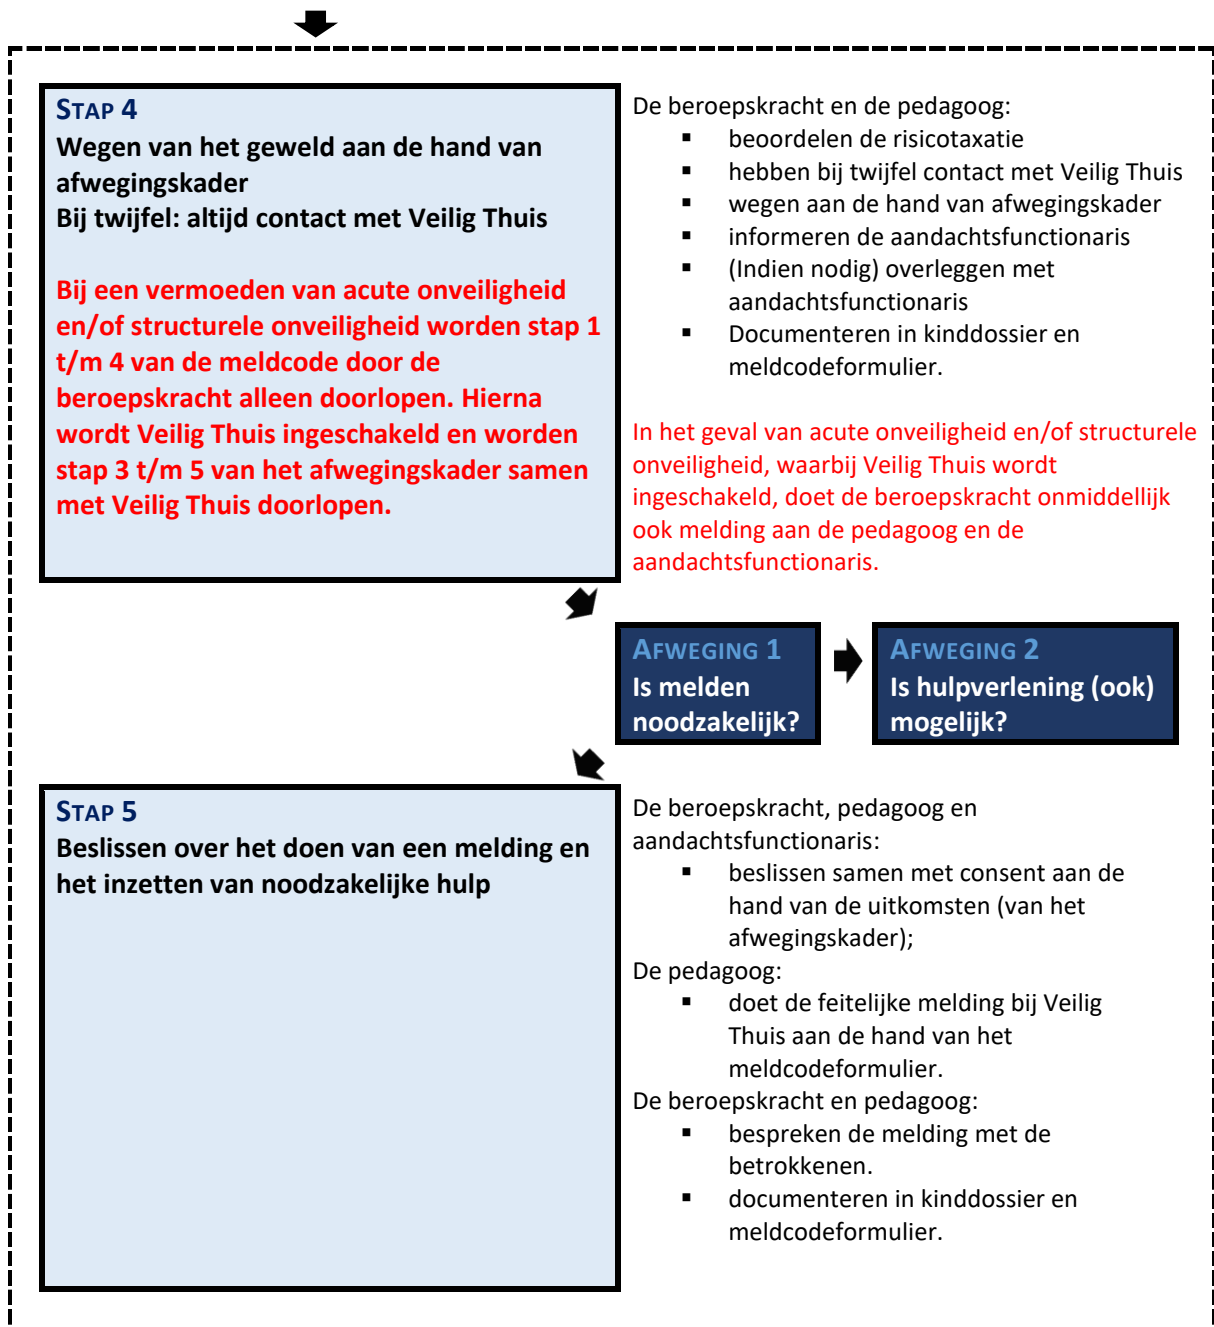 STAP 4
Wegen van het geweld aan de hand van
afwegingskader
Bij twijfel: altijd contact met Veilig Thuis
Bij een vermoeden van acute onveiligheid
en/of structurele onveiligheid worden stap 1
t/m 4 van de meldcode door de
beroepskracht alleen doorlopen. Hierna
wordt Veilig Thuis ingeschakeld en worden
stap 3 t/m 5 van het afwegingskader samen
met Veilig Thuis doorlopen.
De beroepskracht en de pedagoog:
▪ beoordelen de risicotaxatie
▪ hebben bij twijfel contact met Veilig Thuis
▪ wegen aan de hand van afwegingskader
▪ informeren de aandachtsfunctionaris
▪ (Indien nodig) overleggen met
aandachtsfunctionaris
▪ Documenteren in kinddossier en
meldcodeformulier.
In het geval van acute onveiligheid en/of structurele
onveiligheid, waarbij Veilig Thuis wordt
ingeschakeld, doet de beroepskracht onmiddellijk
ook melding aan de pedagoog en de
aandachtsfunctionaris.
AFWEGING 1
Is melden
noodzakelijk?
AFWEGING 2
Is hulpverlening (ook)
mogelijk?
STAP 5
Beslissen over het doen van een melding en
het inzetten van noodzakelijke hulp
De beroepskracht, pedagoog en
aandachtsfunctionaris:
▪ beslissen samen met consent aan de
hand van de uitkomsten (van het
afwegingskader);
De pedagoog:
▪ doet de feitelijke melding bij Veilig
Thuis aan de hand van het
meldcodeformulier.
De beroepskracht en pedagoog:
▪ bespreken de melding met de
betrokkenen.
▪ documenteren in kinddossier en
meldcodeformulier.